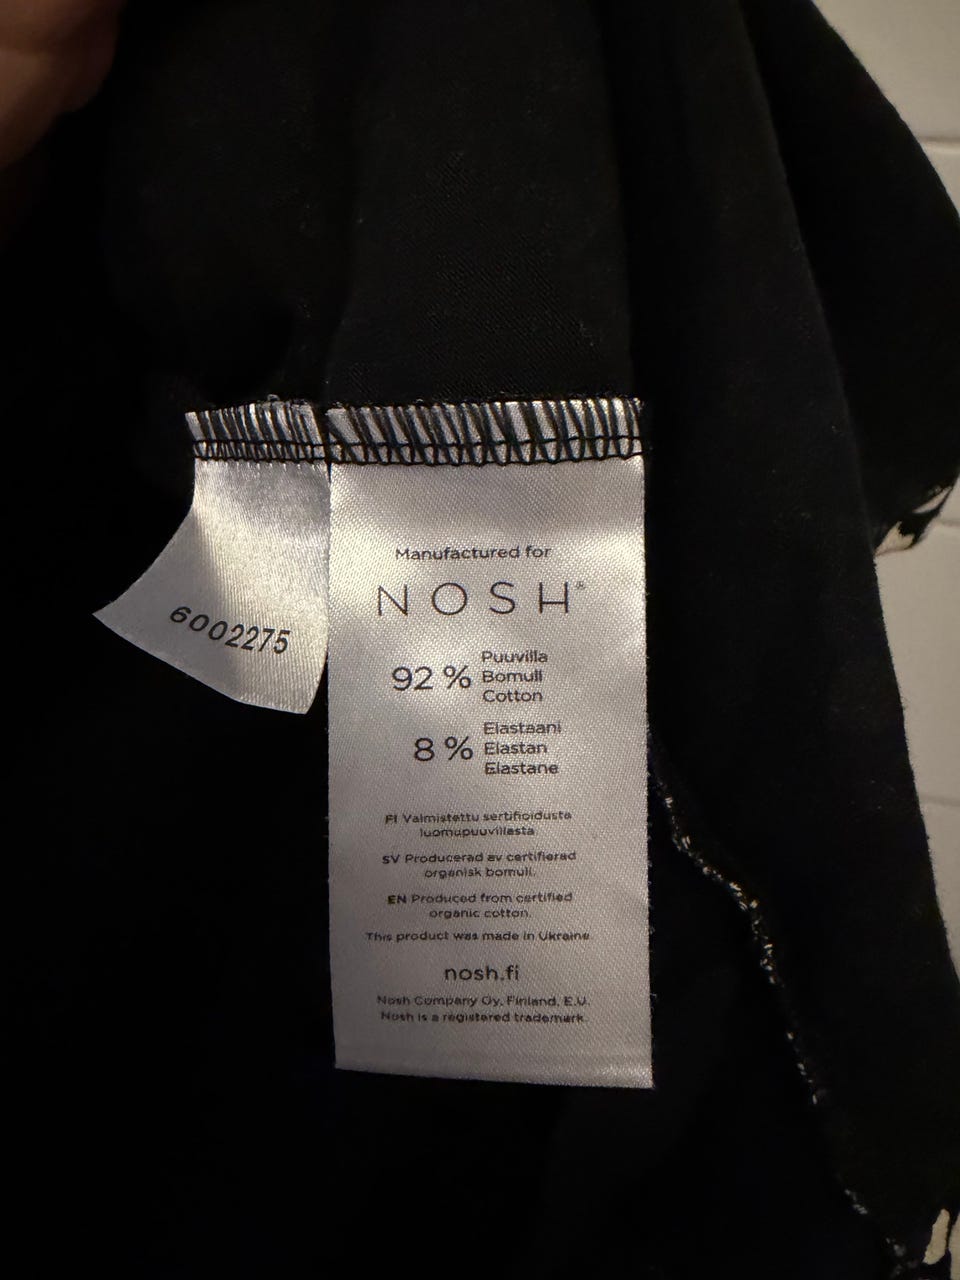 6002275
Manufactured for
NOSH®
92 % Puuvilla
Bomull
Cotton
8 % Elastaani
Elastan
Elastane
FI Valmistettu sertifioidusta
luomupuuvillasta.
SV Producerad av certifierad
organisk bomull.
EN Produced from certified
organic cotton.
This product was made in Ukraine.
nosh.fi
Nosh Company Oy, Finland, E.U.
Nosh is a registered trademark.